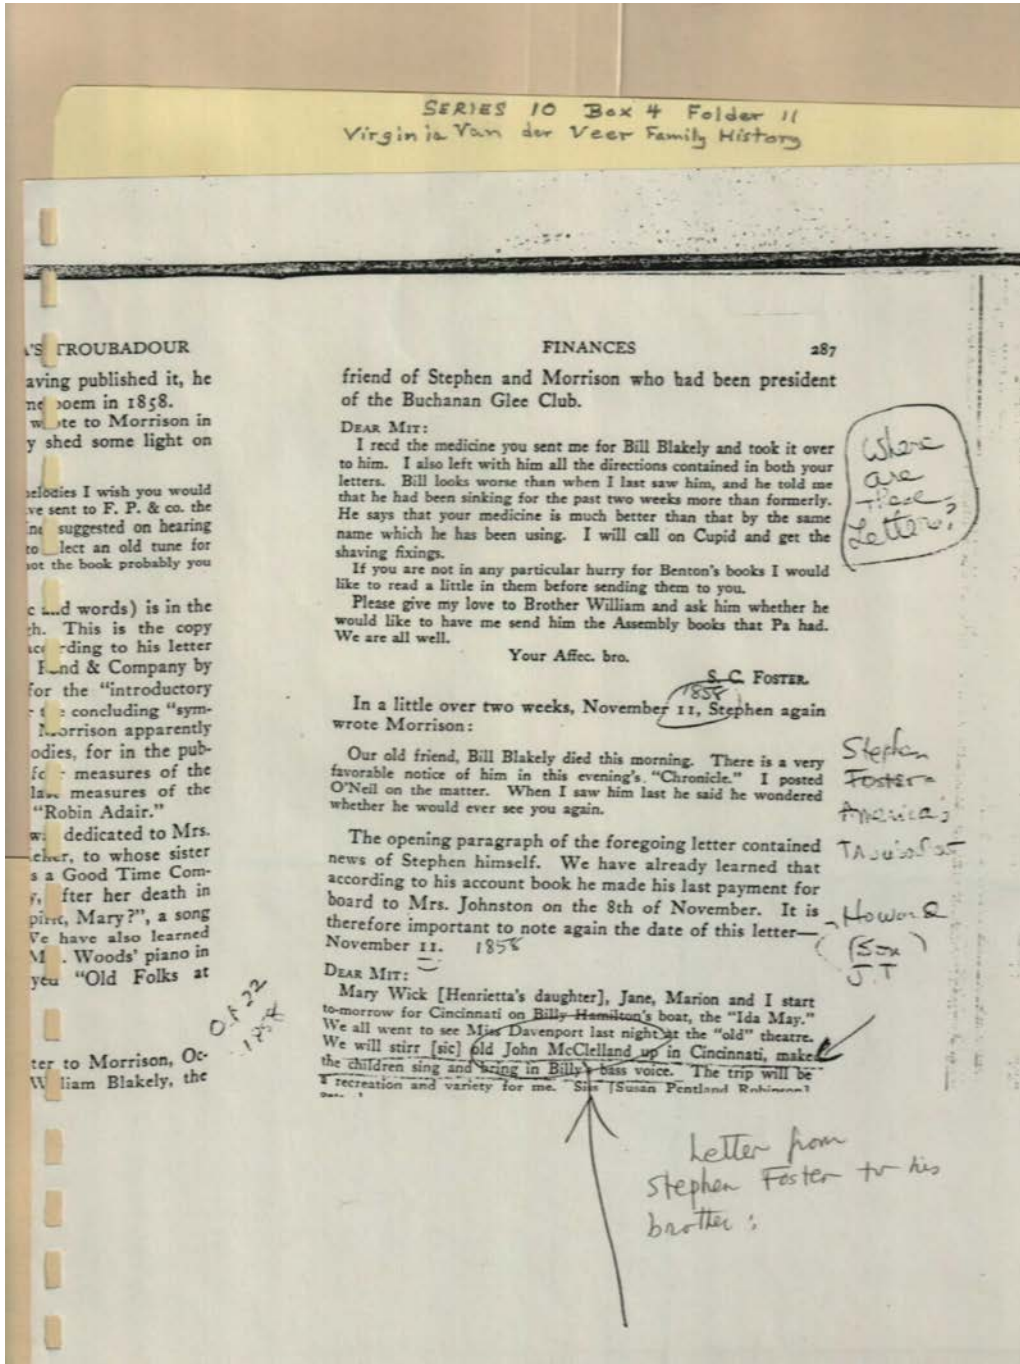 SERIES 10 Box 4 Folder 11
Virginia Van der Veer Family History
'S TROUBADOUR
aving published it, he
poem in 1858.
wrote to Morrison in
y shed some light on
melodies I wish you would
ve sent to F. P. & co. the
suggested on hearing
to lect an old tune for
not the book probably you
c and words) is in the
h. This is the copy
according to his letter
Pond & Company by
for the "introductory
concluding "sym-
Morrison apparently
odies, for in the pub-
for measures of the
last measures of the
"Robin Adair."
was dedicated to Mrs.
to whose sister
s a Good Time Com-
y, after her death in
pirit, Mary?", a song
We have also learned
Woods' piano in
yed "Old Folks at
ter to Morrison, Oc-
William Blakely, the
Oct 22
1858
FINANCES 287
friend of Stephen and Morrison who had been president
of the Buchanan Glee Club.
DEAR MIT:
I recd the medicine you sent me for Bill Blakely and took it over
to him. I also left with him all the directions contained in both your
letters. Bill looks worse than when I last saw him, and he told me
that he had been sinking for the past two weeks more than formerly.
He says that your medicine is much better than that by the same
name which he has been using. I will call on Cupid and get the
shaving fixings.
If you are not in any particular hurry for Benton's books I would
like to read a little in them before sending them to you.
Please give my love to Brother William and ask him whether he
would like to have me send him the Assembly books that Pa had.
We are all well.
Your Affec. bro.
S. C. FOSTER.
1858
In a little over two weeks, November 11, Stephen again
wrote Morrison:
Our old friend, Bill Blakely died this morning. There is a very
favorable notice of him in this evening's "Chronicle." I posted
O'Neil on the matter. When I saw him last he said he wondered
whether he would ever see you again.
The opening paragraph of the foregoing letter contained
news of Stephen himself. We have already learned that
according to his account book he made his last payment for
board to Mrs. Johnston on the 8th of November. It is
therefore important to note again the date of this letter—
November 11. 1858
DEAR MIT:
Mary Wick [Henrietta's daughter], Jane, Marion and I start
to-morrow for Cincinnati on Billy Hamilton's boat, the "Ida May."
We all went to see Miss Davenport last night at the "old" theatre.
We will stirr [sic] old John McClelland up in Cincinnati, make
the children sing and bring in Billy's bass voice. The trip will be
a recreation and variety for me. Siss [Susan Pentland Robinson]
Where
are
these
Letters?
Stephen
Foster
America's
Troubadour
Howard
(Son)
J.T
Letter from
Stephen Foster to his
brother: